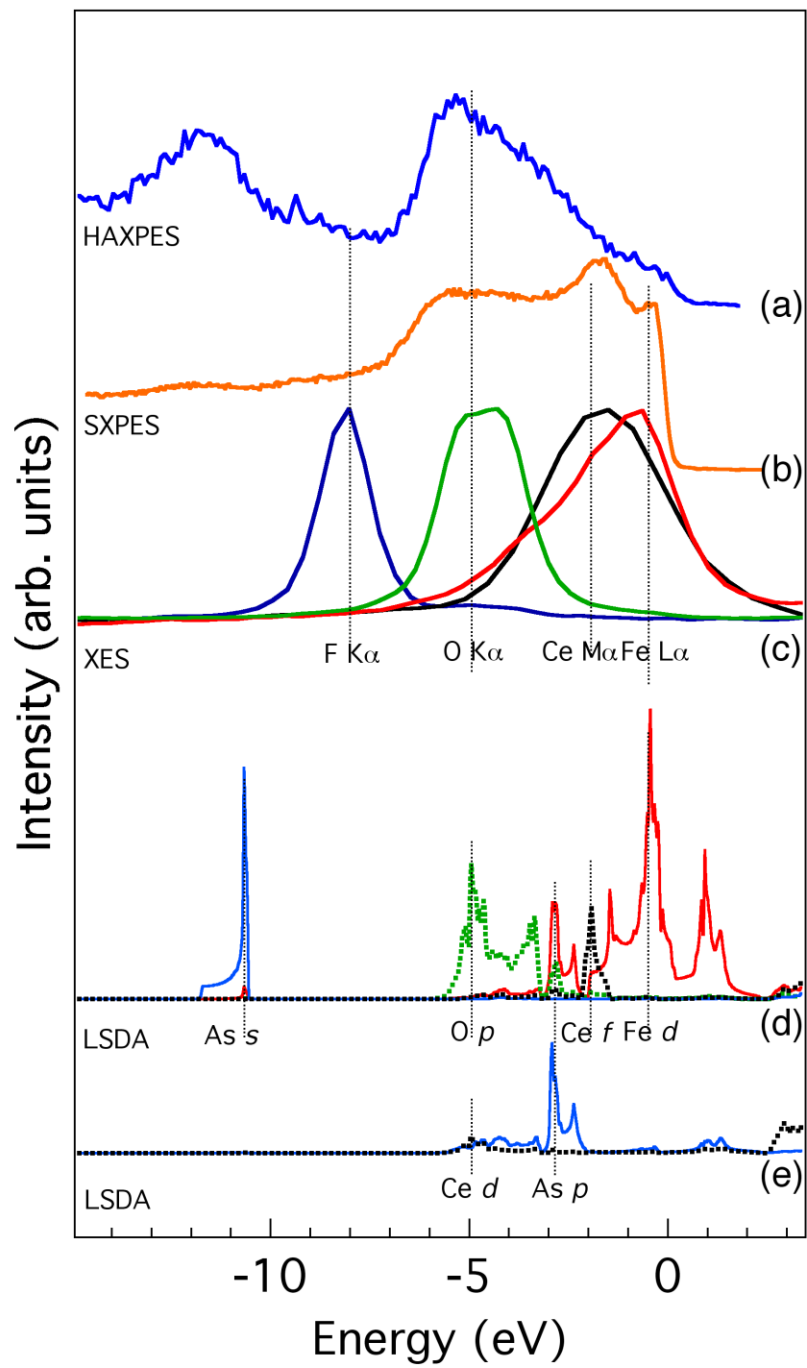 HAXPES
(a)
SXPES
(b)
F Kα O Kα Ce Mα Fe Lα
XES
(c)
LSDA
As s O p Ce f Fe d
(d)
Ce d As p
(e)
LSDA
-10 -5 0
Energy (eV)
Intensity (arb. units)